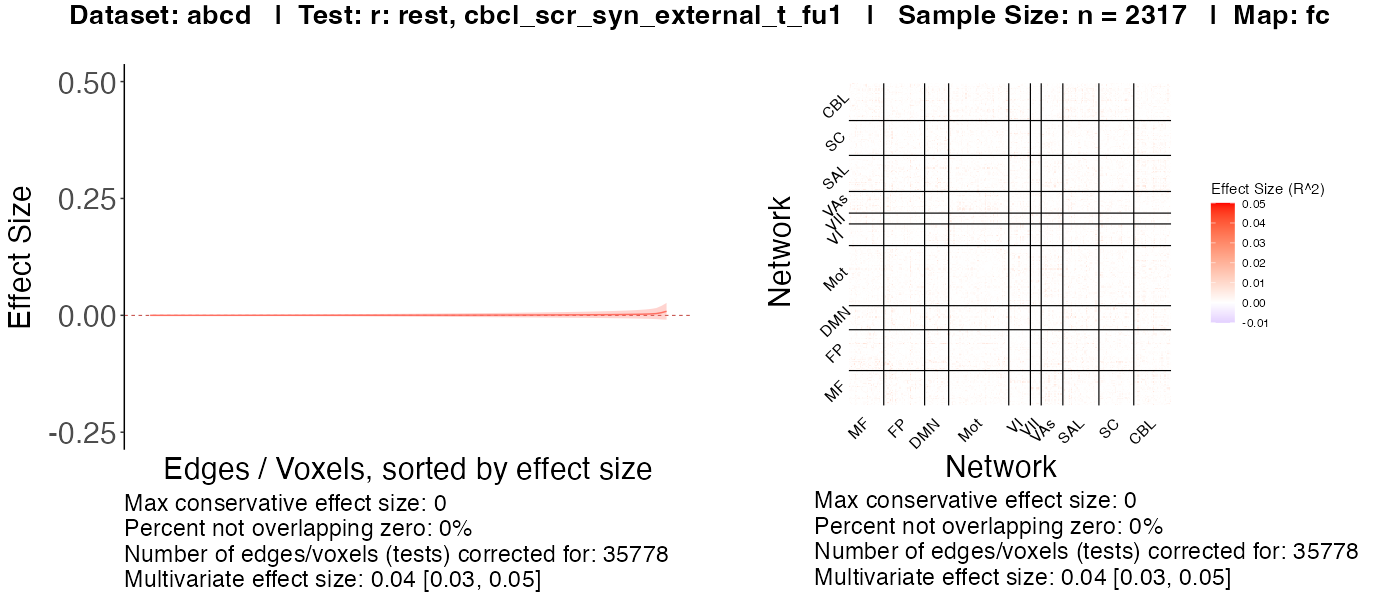 Dataset: abcd | Test: r: rest, cbcl_scr_syn_external_t_fu1 | Sample Size: n = 2317 | Map: fc
0.50
0.25
0.00
-0.25
Effect Size
Edges / Voxels, sorted by effect size
Max conservative effect size: 0
Percent not overlapping zero: 0%
Number of edges/voxels (tests) corrected for: 35778
Multivariate effect size: 0.04 [0.03, 0.05]
Network
CBL
SC
SAL
VAs
VII
VI
Mot
DMN
FP
MF
MF
FP
DMN
Mot
VI
VII
VAs
SAL
SC
CBL
Network
Effect Size (R^2)
0.05
0.04
0.03
0.02
0.01
0.00
-0.01
Max conservative effect size: 0
Percent not overlapping zero: 0%
Number of edges/voxels (tests) corrected for: 35778
Multivariate effect size: 0.04 [0.03, 0.05]